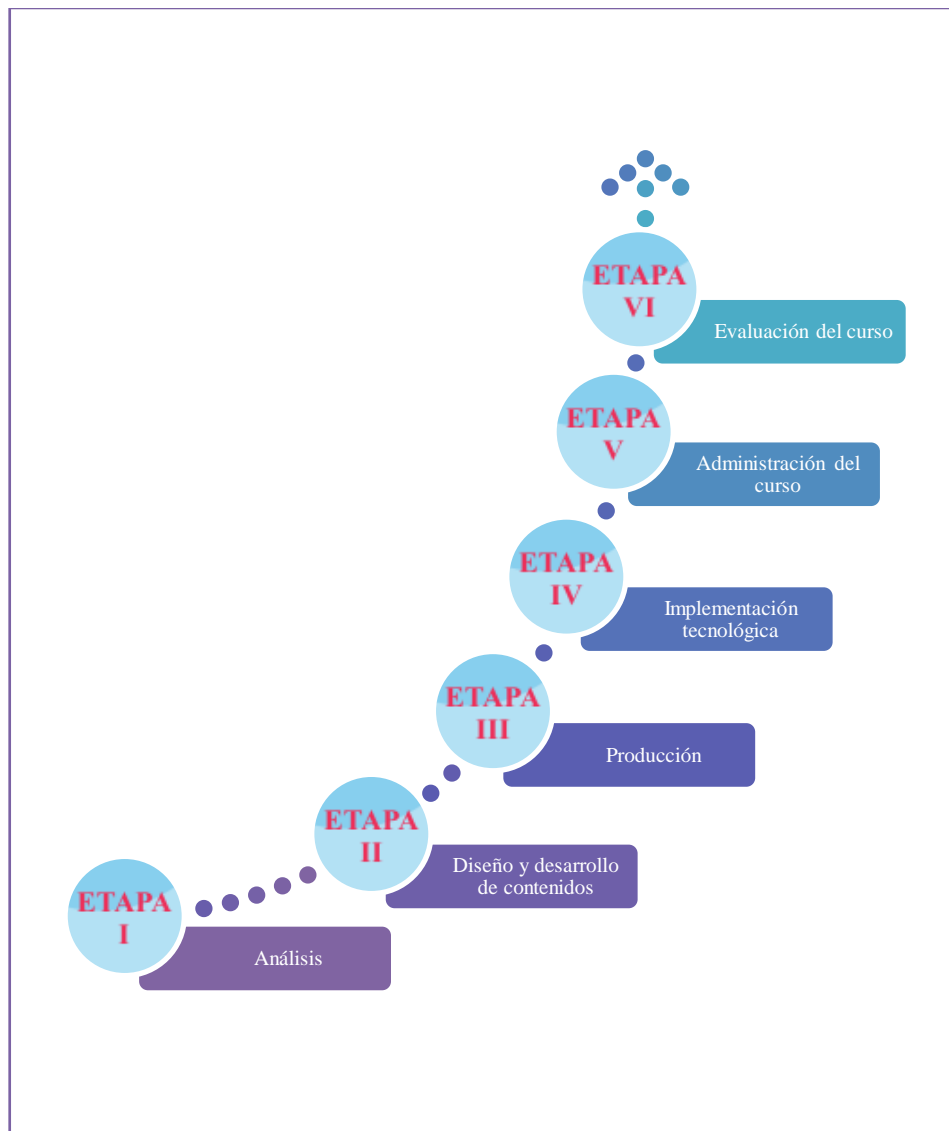 ETAPA
VI
Evaluación del curso
ETAPA
V
Administración del
curso
ETAPA
IV
Implementación
tecnológica
ETAPA
III
Producción
ETAPA
II
Diseño y desarrollo
de contenidos
ETAPA
I
Análisis